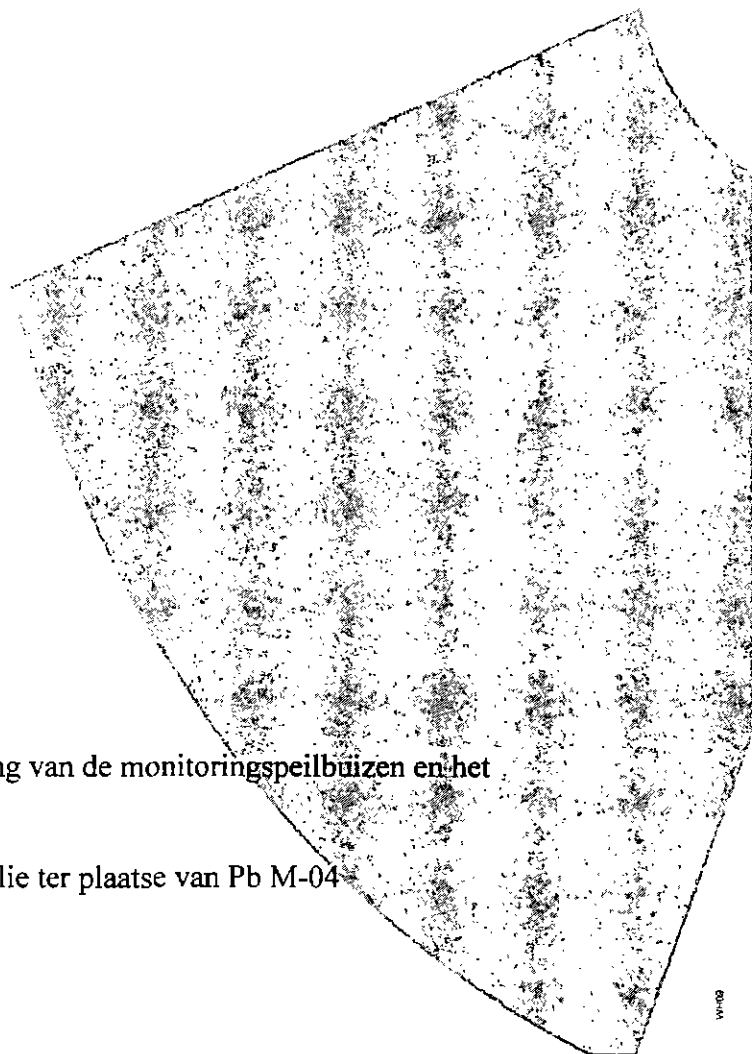 ng van de monitoringspeilbuizen en het
lie ter plaatse van Pb M-04